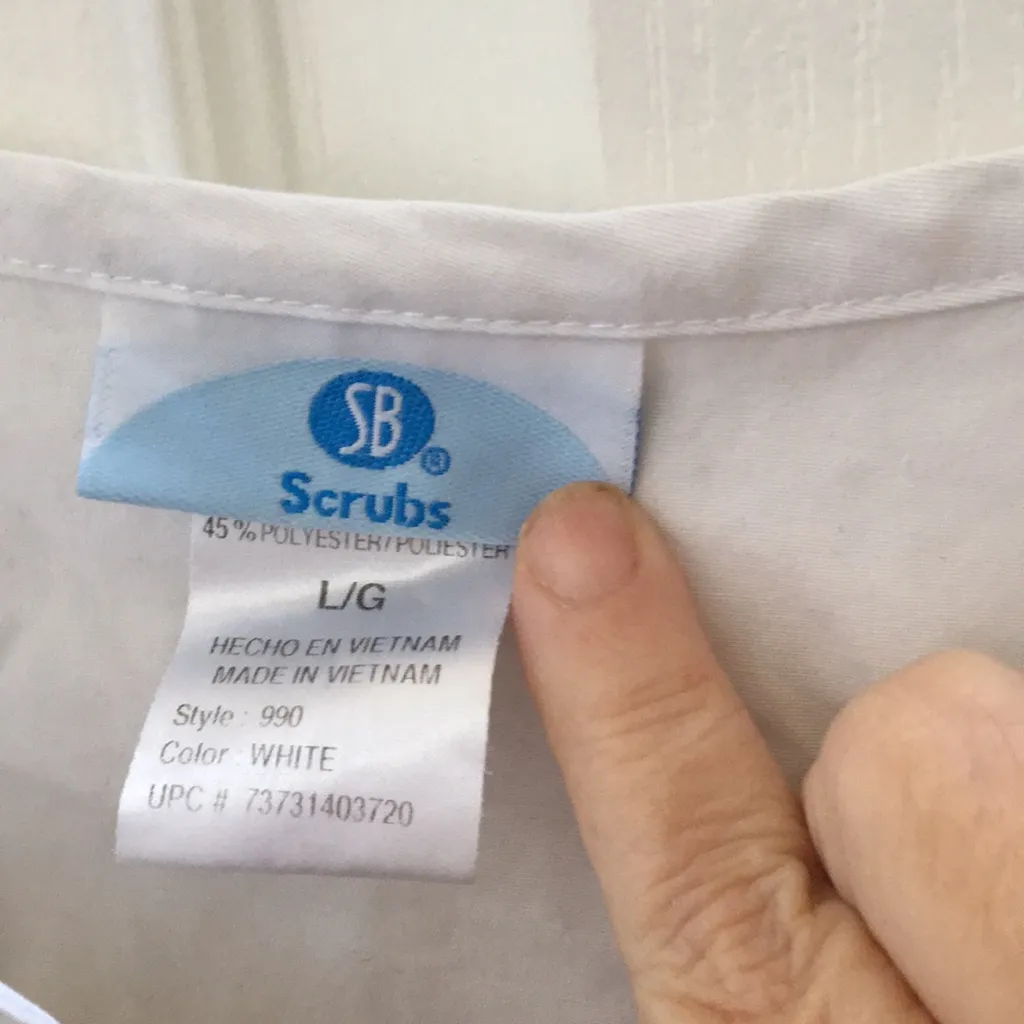 SB®
Scrubs
45% POLYESTER/POLIESTER
L/G
HECHO EN VIETNAM
MADE IN VIETNAM
Style : 990
Color : WHITE
UPC # 73731403720